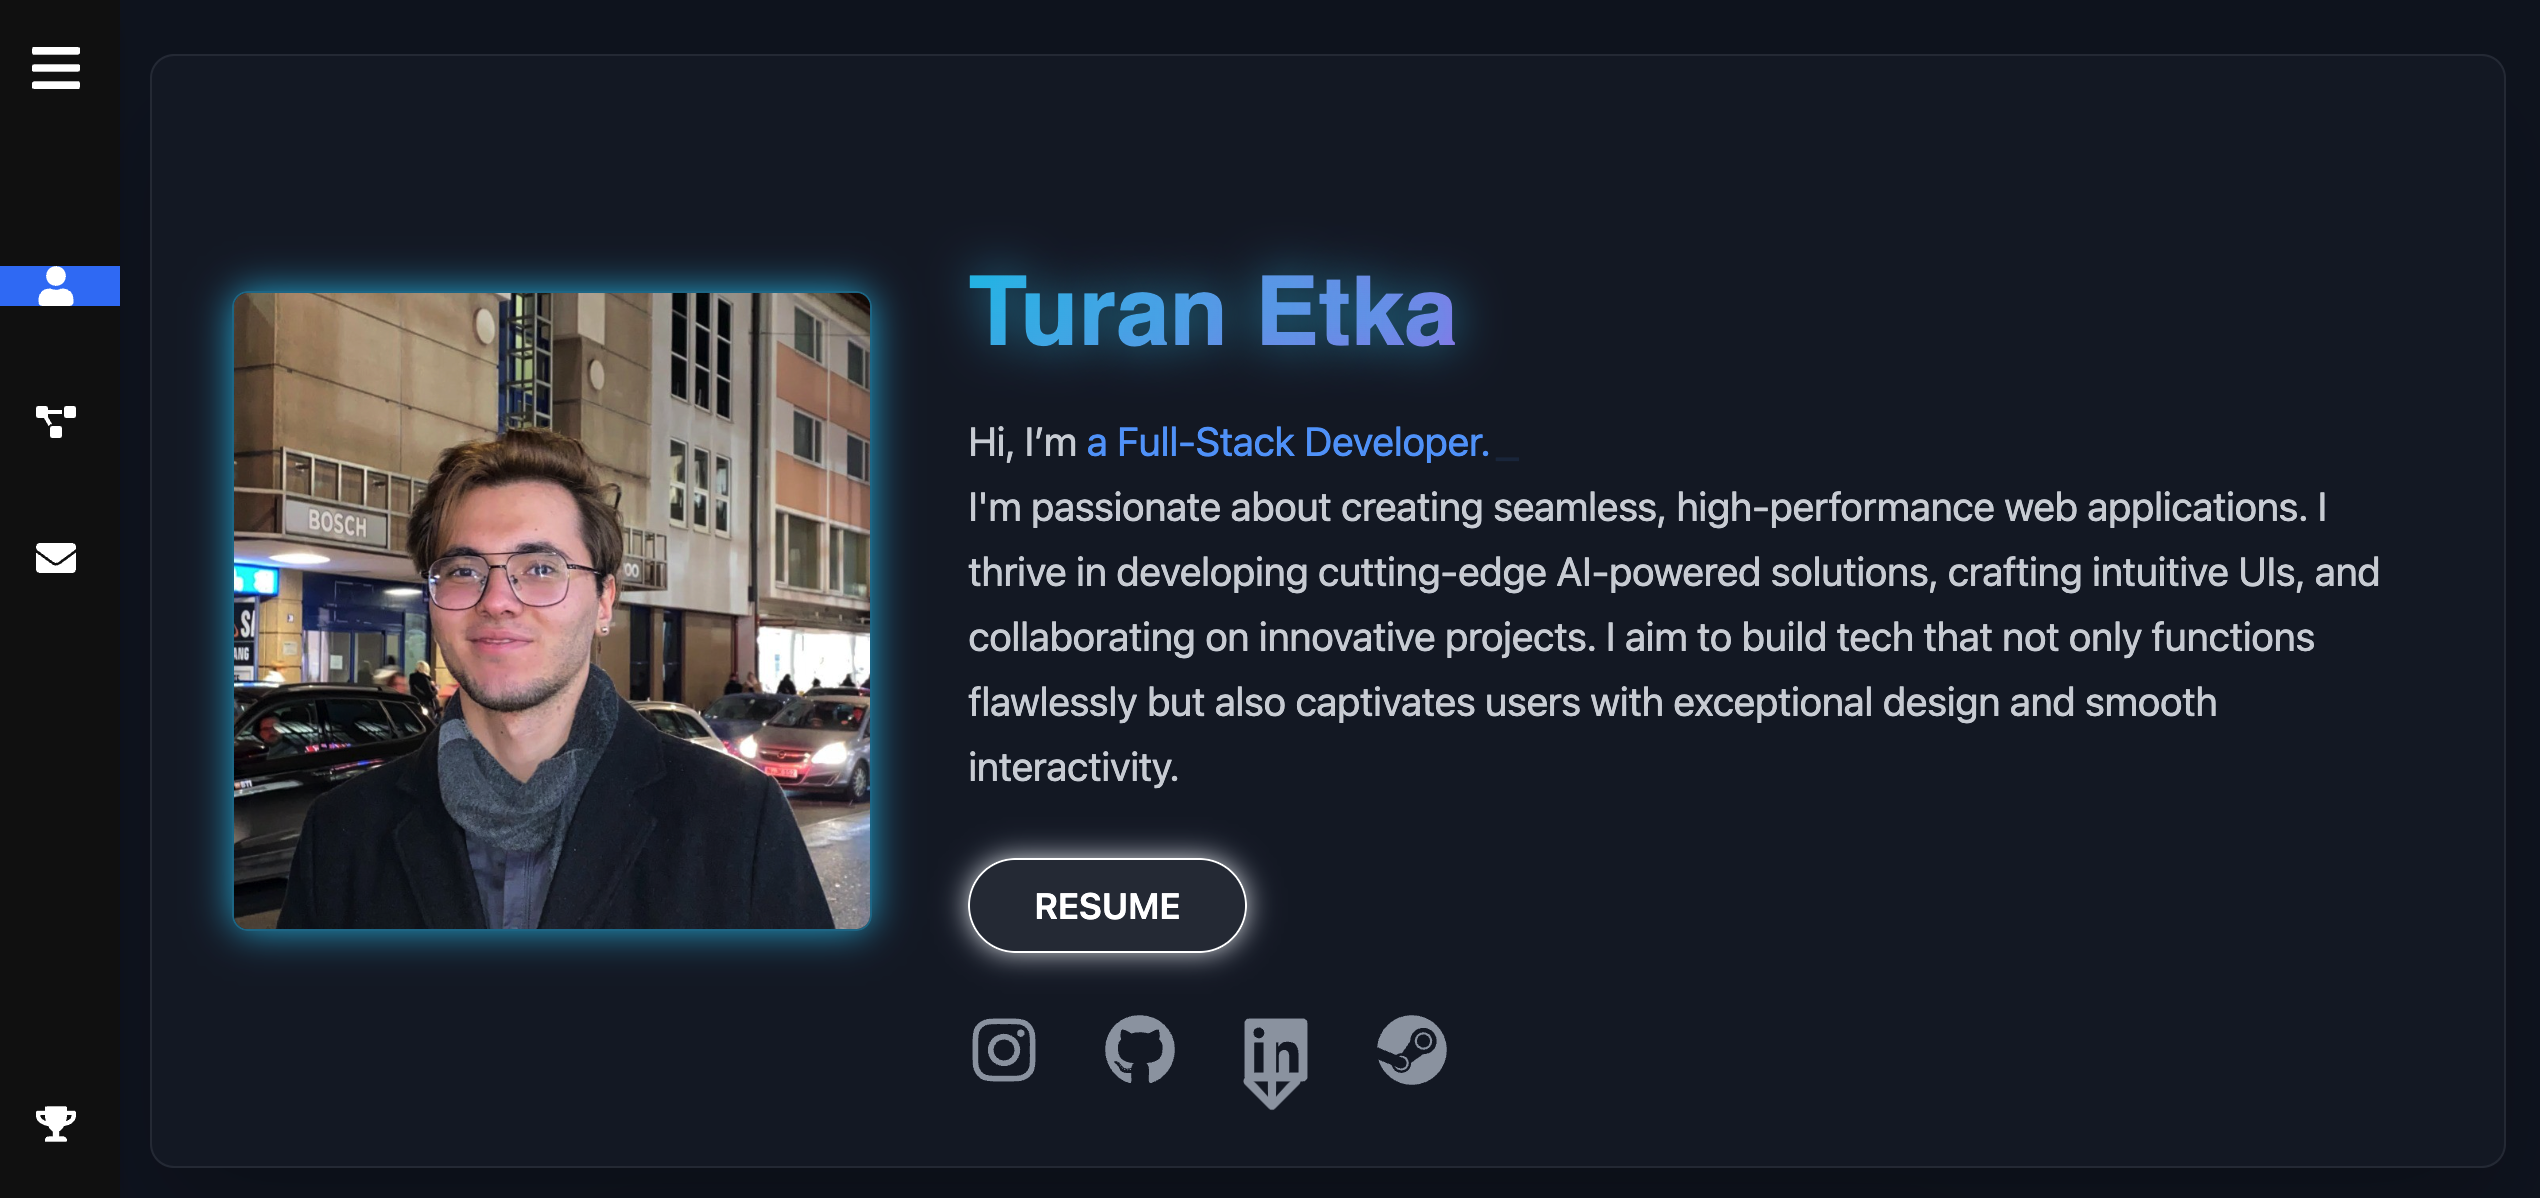 Turan Etka
Hi, I’m a Full-Stack Developer. _
I'm passionate about creating seamless, high-performance web applications. I
thrive in developing cutting-edge AI-powered solutions, crafting intuitive UIs, and
collaborating on innovative projects. I aim to build tech that not only functions
flawlessly but also captivates users with exceptional design and smooth
interactivity.
RESUME
in
BOSCH